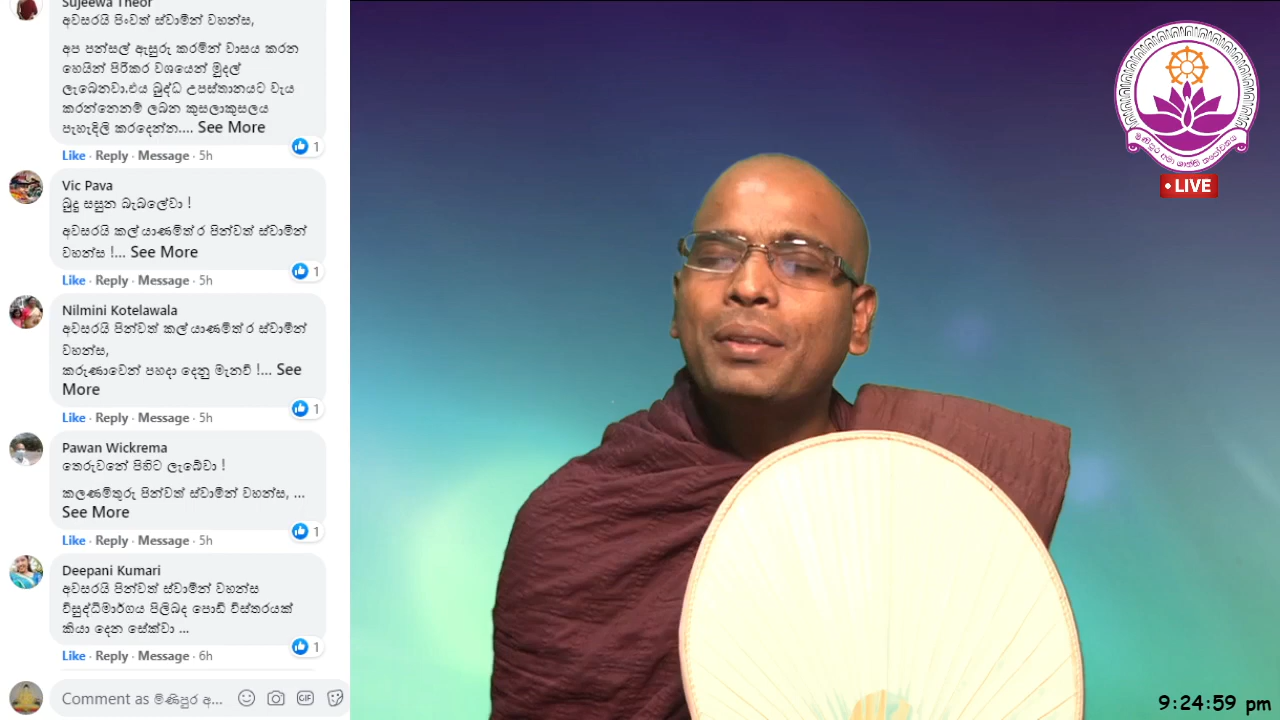 Sujeewa Theor
අවසරයි පිංවත් ස්වාමීන් වහන්ස,
අප පන්සල් ඇසුරු කරමින් වාසය කරන
හෙයින් පිරිකර වශයෙන් මුදල්
ලැබෙනවා.එය බුද්ධ උපස්තානයට වැය
කරන්නෙනම් ලබන කුසලාකුසලය
පැහැදිලි කරදෙන්න.... See More
Like · Reply · Message · 5h
1
Vic Pava
බුදු සසුන බැබලේවා !
අවසරයි කල් යාණමිත් ර පින්වත් ස්වාමීන්
වහන්ස !... See More
Like · Reply · Message · 5h
1
Nilmini Kotelawala
අවසරයි පින්වත් කල් යාණමිත් ර ස්වාමීන්
වහන්ස,
කරුණාවෙන් පහදා දෙනු මැනවි !... See
More
Like · Reply · Message · 5h
1
Pawan Wickrema
තෙරුවනේ පිහිට ලැබේවා !
කලණමිතුරු පින්වත් ස්වාමීන් වහන්ස, ...
See More
Like · Reply · Message · 5h
1
Deepani Kumari
අවසරයි පින්වත් ස්වාමීන් වහන්ස
විසුද්ධිමාර්ගය පිලිබද පොඩි විස්තරයක්
කියා දෙන සේක්වා ...
Like · Reply · Message · 6h
1
Comment as මිණිපුර අ...
GIF
මිණිපුර අමා ශාන්ති තපෝවනය
• LIVE
9:24:59 pm